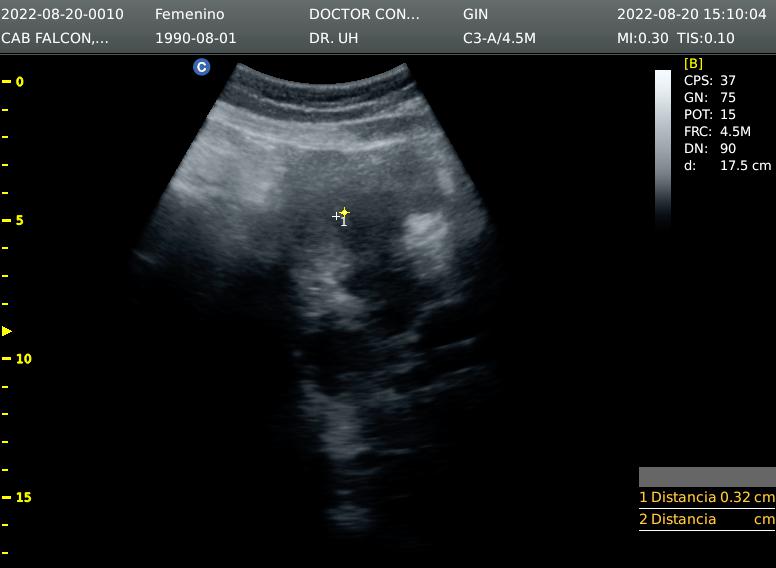 2022-08-20-0010 Femenino DOCTOR CON... GIN 2022-08-20 15:10:04
CAB FALCON,... 1990-08-01 DR. UH C3-A/4.5M MI:0.30 TIS:0.10
C
[B]
CPS: 37
GN: 75
POT: 15
FRC: 4.5M
DN: 90
d: 17.5 cm
0
5
10
15
1
1 Distancia 0.32 cm
2 Distancia cm